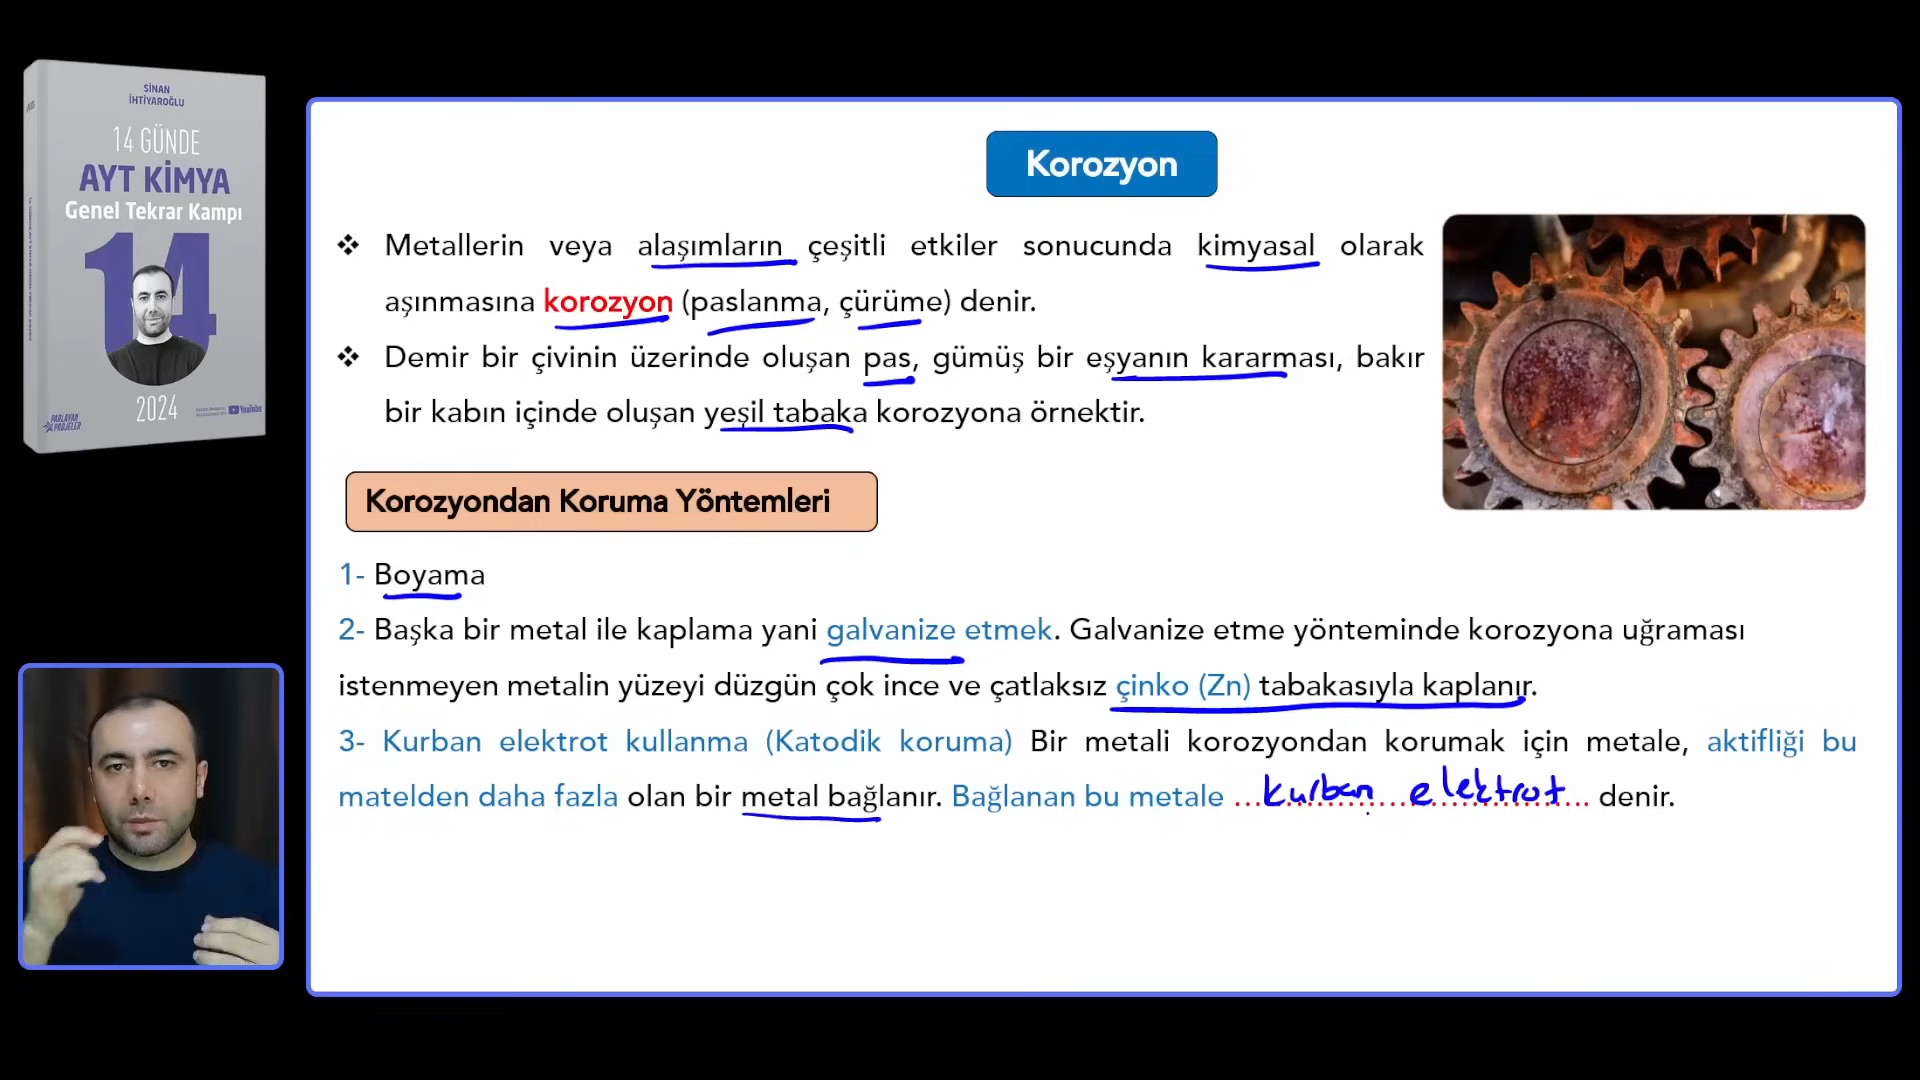 SİNAN
İHTİYAROĞLU
14 GÜNDE
AYT KİMYA
Genel Tekrar Kampı
14
2024
PARLAYAN
PROJELER
YouTube
Korozyon
❖ Metallerin veya alaşımların çeşitli etkiler sonucunda kimyasal olarak
aşınmasına korozyon (paslanma, çürüme) denir.
❖ Demir bir çivinin üzerinde oluşan pas, gümüş bir eşyanın kararması, bakır
bir kabın içinde oluşan yeşil tabaka korozyona örnektir.
Korozyondan Koruma Yöntemleri
1- Boyama
2- Başka bir metal ile kaplama yani galvanize etmek. Galvanize etme yönteminde korozyona uğraması
istenmeyen metalin yüzeyi düzgün çok ince ve çatlaksız çinko (Zn) tabakasıyla kaplanır.
3- Kurban elektrot kullanma (Katodik koruma) Bir metali korozyondan korumak için metale, aktifliği bu
matelden daha fazla olan bir metal bağlanır. Bağlanan bu metale ...kurban elektrot... denir.